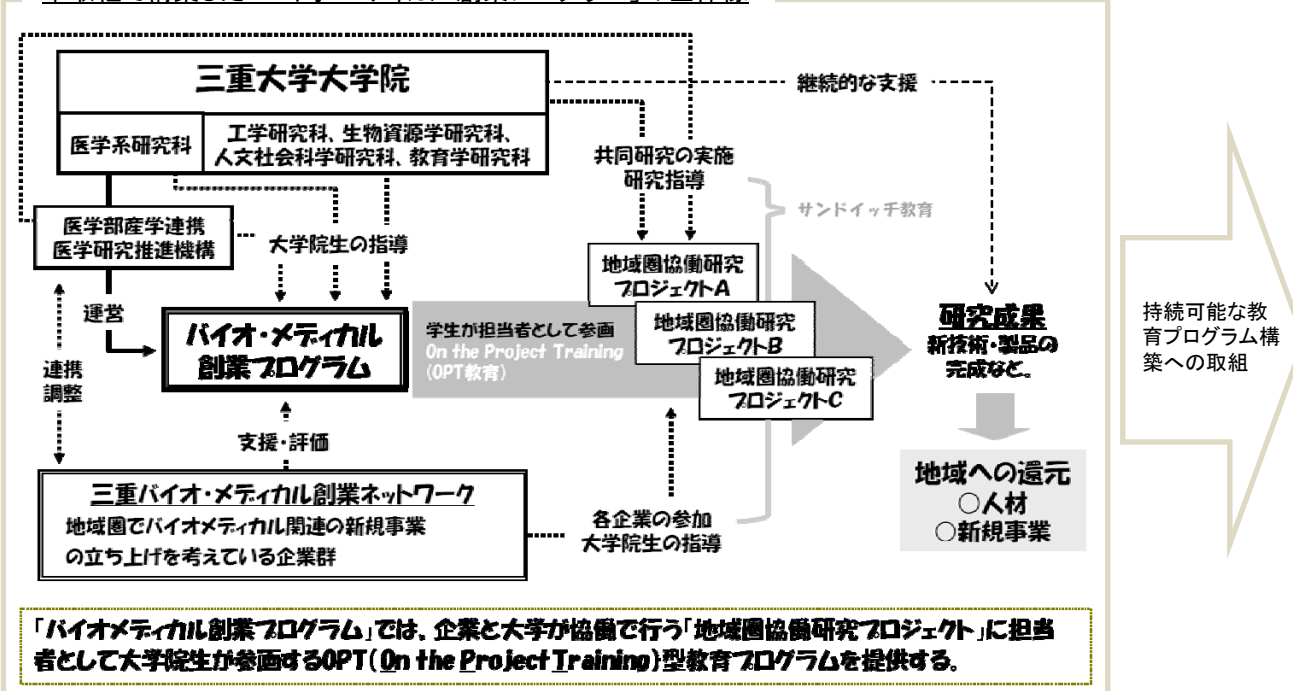 三重大学大学院
継続的な支援
医学系研究科
工学研究科、生物資源学研究科、
人文社会科学研究科、教育学研究科
共同研究の実施
研究指導
サンドイッチ教育
医学部産学連携
医学研究推進機構
大学院生の指導
地域圏協働研究
プロジェクトA
運営
バイオ・メディカル
創業プログラム
学生が担当者として参画
On the Project Training
(OPT教育)
地域圏協働研究
プロジェクトB
地域圏協働研究
プロジェクトC
研究成果
新技術・製品の
完成など。
持続可能な教
育プログラム構
築への取組
連携
調整
支援・評価
三重バイオ・メディカル創業ネットワーク
地域圏でバイオメディカル関連の新規事業
の立ち上げを考えている企業群
各企業の参加
大学院生の指導
地域への還元
○人材
○新規事業
「バイオメディカル創業プログラム」では、企業と大学が協働で行う「地域圏協働研究プロジェクト」に担当
者として大学院生が参画するOPT(On the Project Training)型教育プログラムを提供する。